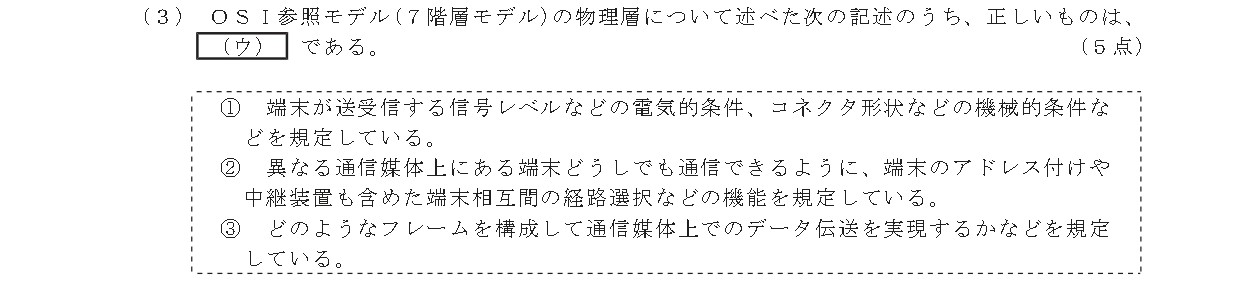 (３) ＯＳＩ参照モデル(７階層モデル)の物理層について述べた次の記述のうち、正しいものは、
(ウ) である。 (５点)
① 端末が送受信する信号レベルなどの電気的条件、コネクタ形状などの機械的条件な
どを規定している。
② 異なる通信媒体上にある端末どうしでも通信できるように、端末のアドレス付けや
中継装置も含めた端末相互間の経路選択などの機能を規定している。
③ どのようなフレームを構成して通信媒体上でのデータ伝送を実現するかなどを規定
している。